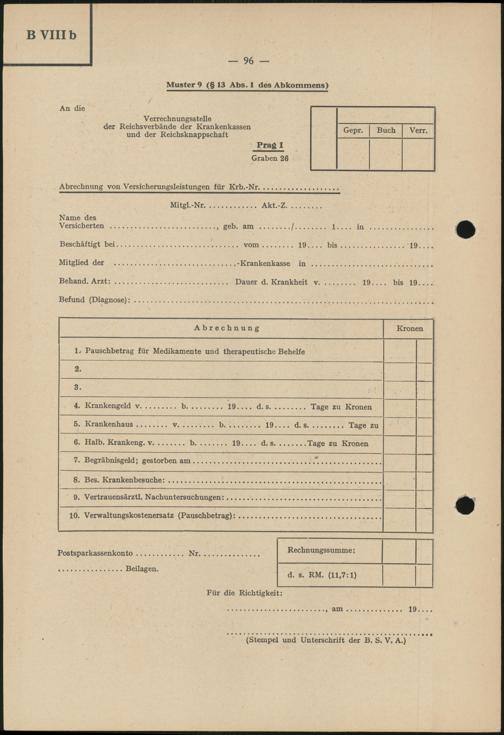 B VIII b
— 96 —
Muster 9 (§ 13 Abs. 1 des Abkommens)
An die
Verrechnungsstelle
der Reichsverbände der Krankenkassen
und der Reichsknappschaft
Prag I
Graben 26
Gepr. Buch Verr.
Abrechnung von Versicherungsleistungen für Krb.-Nr. ....................
Mitgl.-Nr. ............ Akt.-Z. ........
Name des
Versicherten .........................., geb. am ......../........ 1.... in ................
Beschäftigt bei .............................. vom ........ 19.... bis ................ 19....
Mitglied der ..............................-Krankenkasse in ..............................
Behand. Arzt: ...................... Dauer d. Krankheit v. ........ 19.... bis 19....
Befund (Diagnose): ......................................................................
Abrechnung Kronen
1. Pauschbetrag für Medikamente und therapeutische Behelfe
2.
3.
4. Krankengeld v. ......... b. ......... 19.... d. s. ........ Tage zu Kronen
5. Krankenhaus ........ v. ......... b. ......... 19.... d. s. ........ Tage zu
6. Halb. Krankeng. v. ........ b. ........ 19.... d. s. ....... Tage zu Kronen
7. Begräbnisgeld; gestorben am ..............................................
8. Bes. Krankenbesuche: ....................................................
9. Vertrauensärztl. Nachuntersuchungen: ......................................
10. Verwaltungskostenersatz (Pauschbetrag): ..................................
Postsparkassenkonto ............ Nr. ..............
................ Beilagen.
Rechnungssumme:
d. s. RM. (11,7:1)
Für die Richtigkeit:
........................, am .............. 19....
..................................................
(Stempel und Unterschrift der B. S. V. A.)